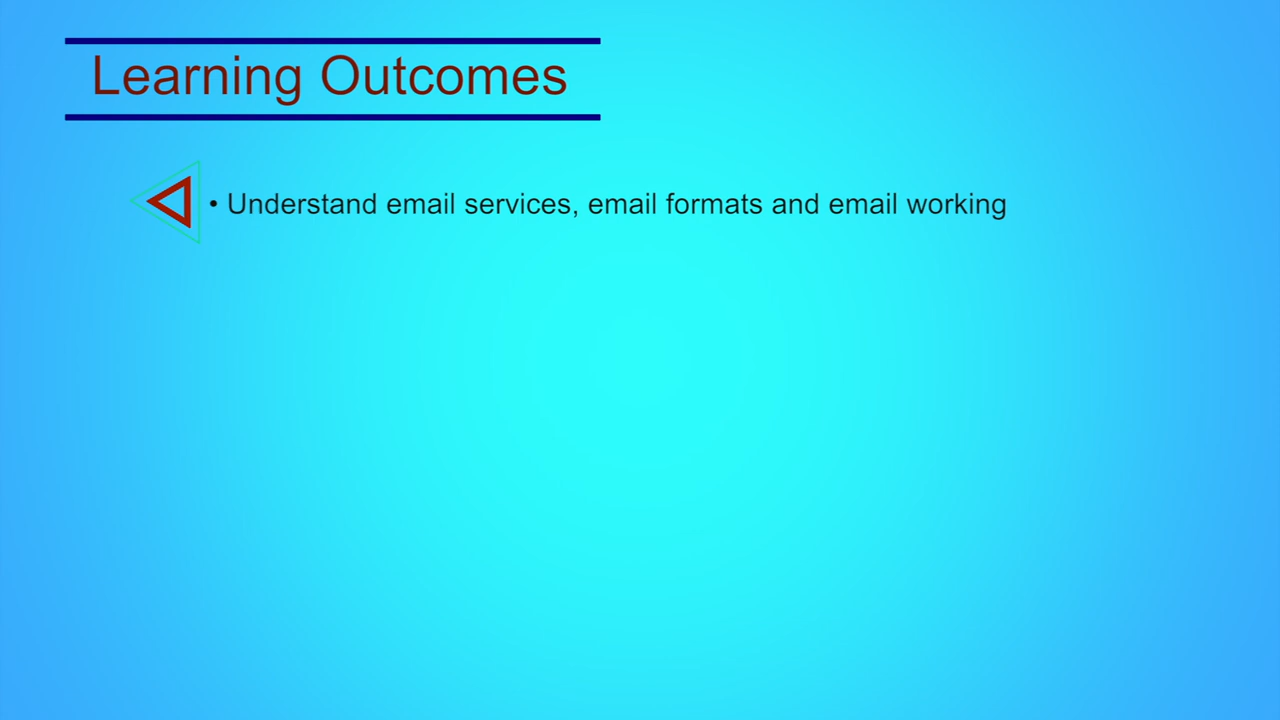 Learning Outcomes
• Understand email services, email formats and email working